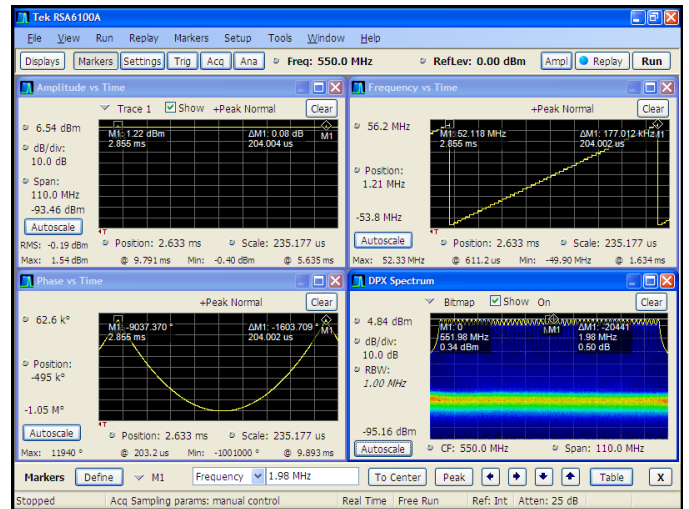 Tek RSA6100A
File View Run Replay Markers Setup Tools Window Help
Displays Markers Settings Trig Acq Ana Freq: 550.0 MHz RefLev: 0.00 dBm Ampl Replay Run
Amplitude vs Time
Trace 1 Show +Peak Normal Clear
6.54 dBm
M1: 1.22 dBm
2.855 ms
ΔM1: 0.08 dB
204.004 us
M1
dB/div:
10.0 dB
Span:
110.0 MHz
-93.46 dBm
Autoscale
RMS: -0.19 dBm
Position: 2.633 ms Scale: 235.177 us
Max: 1.54 dBm @ 9.791 ms Min: -0.40 dBm @ 5.635 ms
Frequency vs Time
+Peak Normal Clear
56.2 MHz
M1: 52.118 MHz
2.855 ms
ΔM1: 177.012 kHz
204.002 us
Position:
1.21 MHz
-53.8 MHz
Autoscale
Position: 2.633 ms Scale: 235.177 us
Max: 52.33 MHz @ 611.2 us Min: -49.90 MHz @ 1.634 ms
Phase vs Time
+Peak Normal Clear
62.6 k°
M1: -9037.370 °
2.855 ms
ΔM1: -1603.709 °
204.002 us
M1
Position:
-495 k°
-1.05 M°
Autoscale
T
Position: 2.633 ms Scale: 235.177 us
Max: 11940 ° @ 203.2 us Min: -1001000 ° @ 9.893 ms
DPX Spectrum
Bitmap Show On Clear
4.84 dBm
M1: 0
551.98 MHz
0.34 dBm
M1
ΔM1: -20441
1.98 MHz
0.50 dB
dB/div:
10.0 dB
RBW:
1.00 MHz
-95.16 dBm
Autoscale
CF: 550.0 MHz Span: 110.0 MHz
Markers Define M1 Frequency 1.98 MHz To Center Peak Table X
Stopped Acq Sampling params: manual control Real Time Free Run Ref: Int Atten: 25 dB